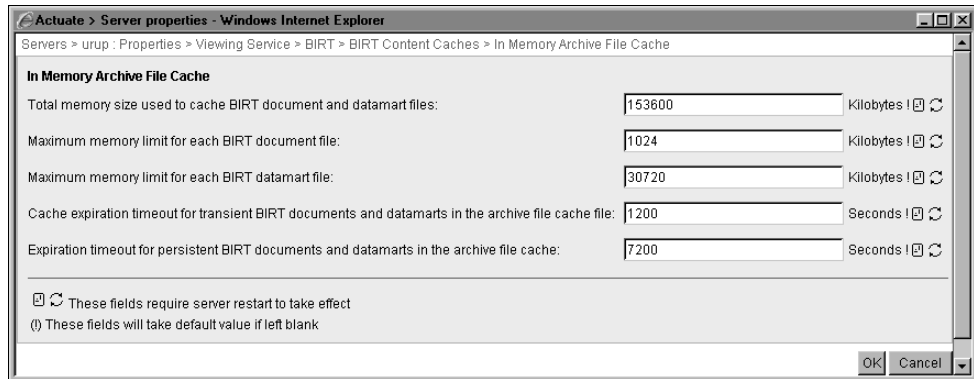 Actuate > Server properties - Windows Internet Explorer
Servers > urup : Properties > Viewing Service > BIRT > BIRT Content Caches > In Memory Archive File Cache
In Memory Archive File Cache
Total memory size used to cache BIRT document and datamart files: 153600 Kilobytes !
Maximum memory limit for each BIRT document file: 1024 Kilobytes !
Maximum memory limit for each BIRT datamart file: 30720 Kilobytes !
Cache expiration timeout for transient BIRT documents and datamarts in the archive file cache file: 1200 Seconds !
Expiration timeout for persistent BIRT documents and datamarts in the archive file cache: 7200 Seconds !
These fields require server restart to take effect
(!) These fields will take default value if left blank
OK Cancel